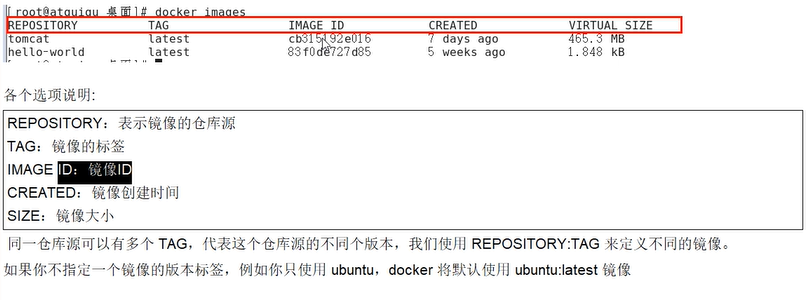 [root@atguigu 桌面]# docker images
REPOSITORY TAG IMAGE ID CREATED VIRTUAL SIZE
tomcat latest cb315192e016 7 days ago 465.3 MB
hello-world latest 83f0de727d85 5 weeks ago 1.848 kB
各个选项说明:
REPOSITORY：表示镜像的仓库源
TAG：镜像的标签
IMAGE ID：镜像ID
CREATED：镜像创建时间
SIZE：镜像大小
同一仓库源可以有多个 TAG，代表这个仓库源的不同个版本，我们使用 REPOSITORY:TAG 来定义不同的镜像。
如果你不指定一个镜像的版本标签，例如你只使用 ubuntu，docker 将默认使用 ubuntu:latest 镜像